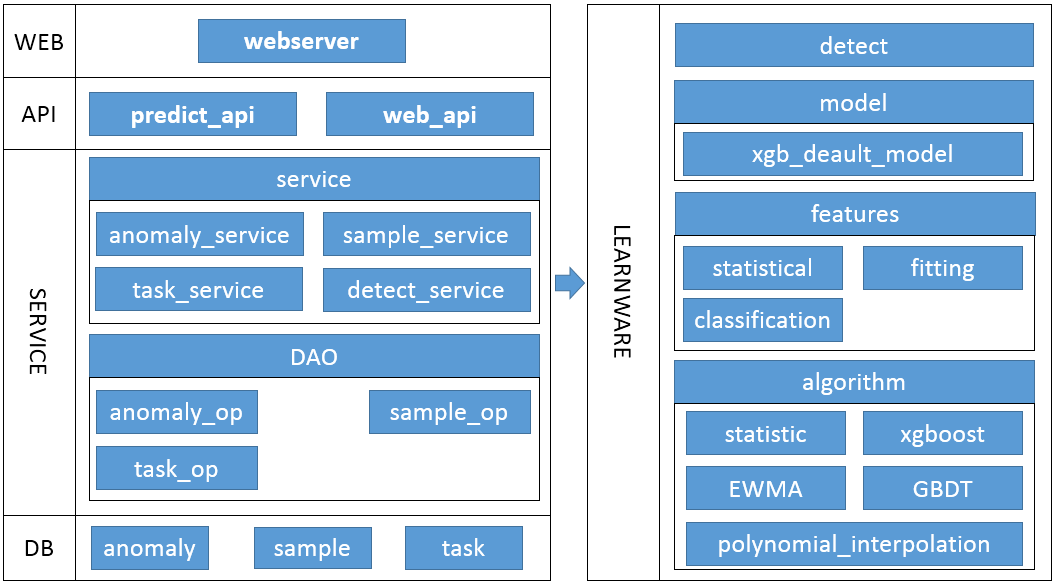 WEB
webserver
API
predict_api
web_api
SERVICE
service
anomaly_service
sample_service
task_service
detect_service
DAO
anomaly_op
sample_op
task_op
DB
anomaly
sample
task
LEARNWARE
detect
model
xgb_deault_model
features
statistical
fitting
classification
algorithm
statistic
xgboost
EWMA
GBDT
polynomial_interpolation